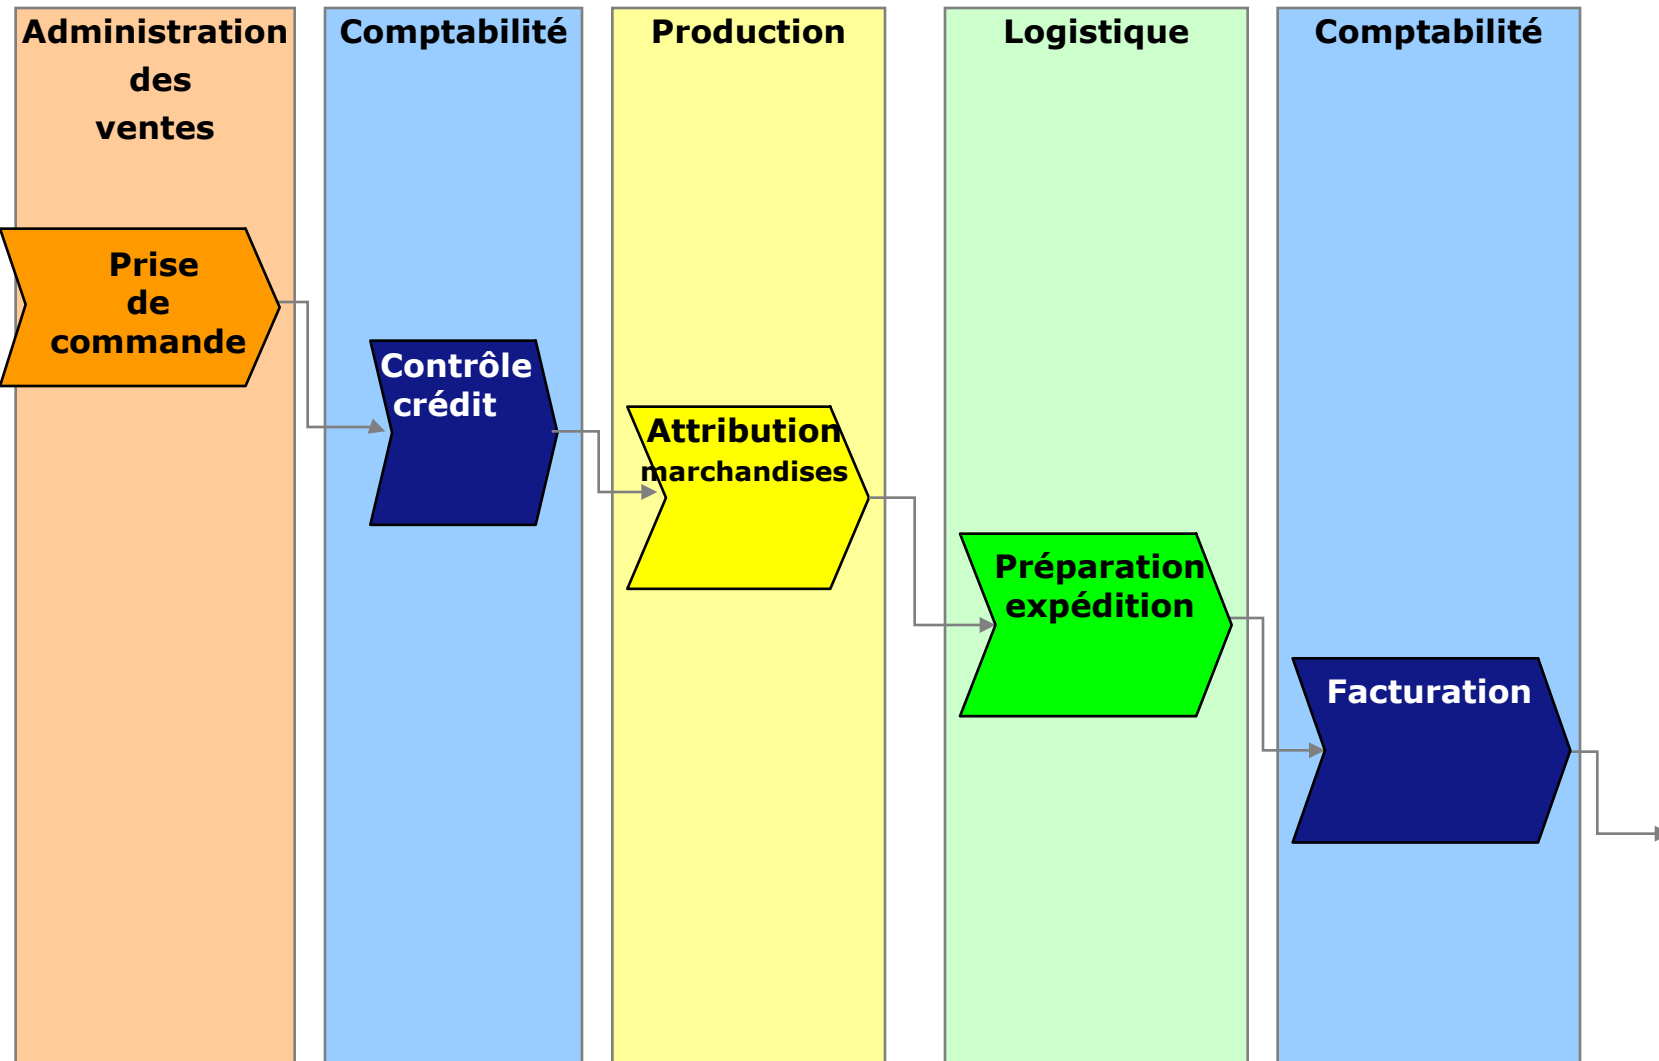 Administration
des
ventes
Comptabilité
Production
Logistique
Comptabilité
Prise
de
commande
Contrôle
crédit
Attribution
marchandises
Préparation
expédition
Facturation